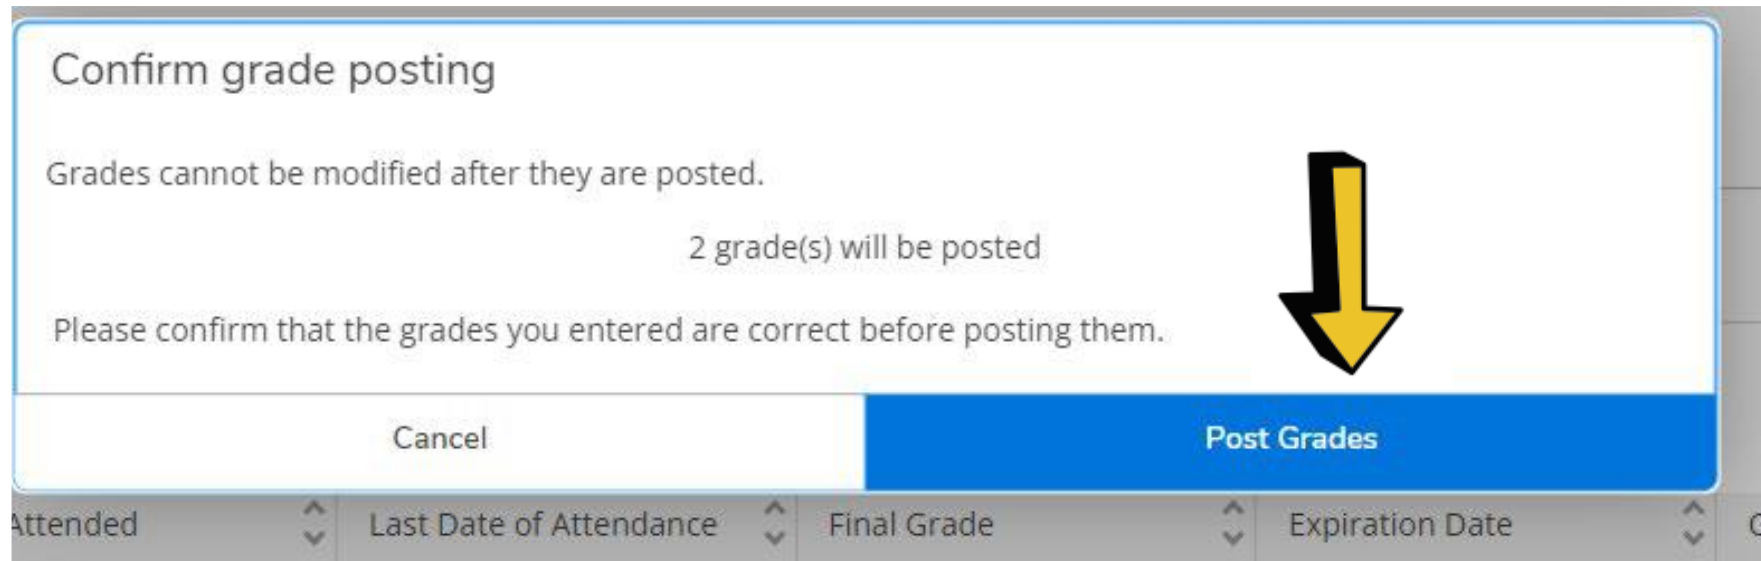 Confirm grade posting
Grades cannot be modified after they are posted.
2 grade(s) will be posted
Please confirm that the grades you entered are correct before posting them.
Cancel
Post Grades
Attended
Last Date of Attendance
Final Grade
Expiration Date